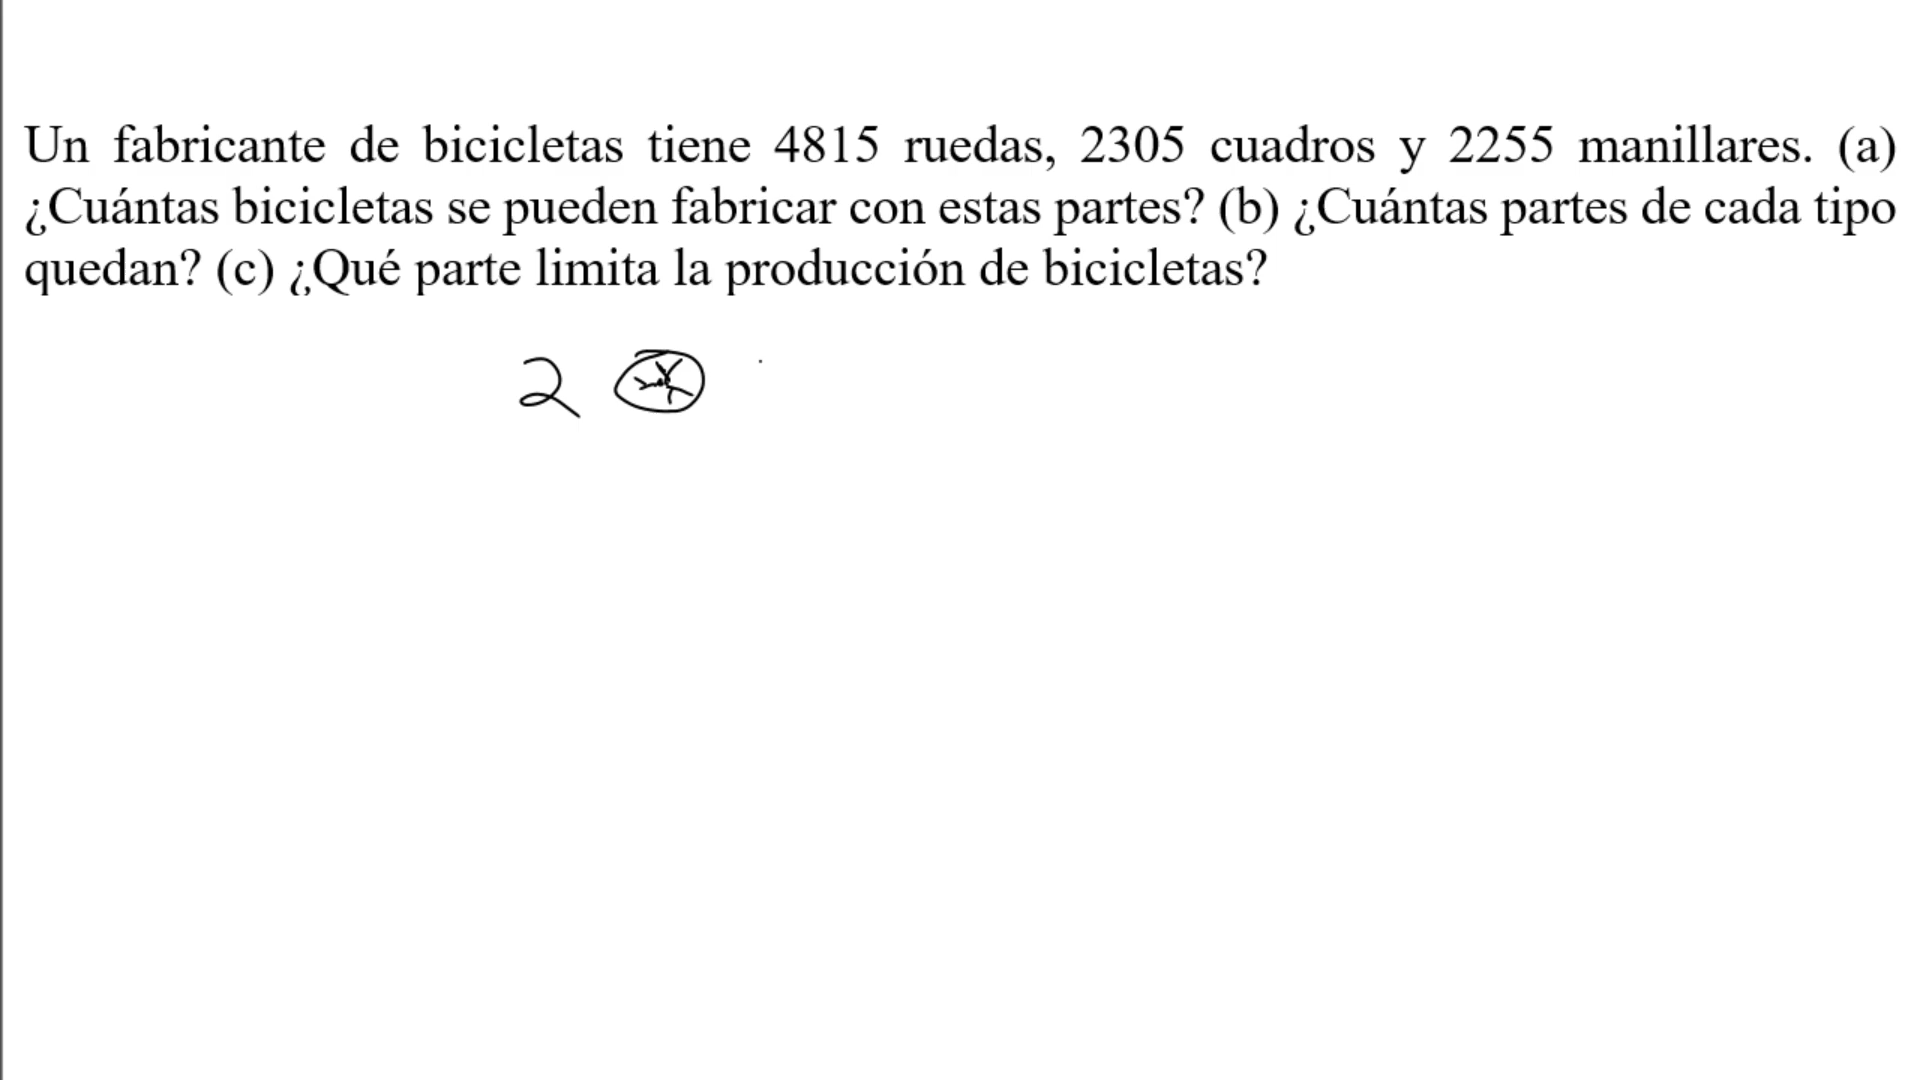 Un fabricante de bicicletas tiene 4815 ruedas, 2305 cuadros y 2255 manillares. (a)
¿Cuántas bicicletas se pueden fabricar con estas partes? (b) ¿Cuántas partes de cada tipo
quedan? (c) ¿Qué parte limita la producción de bicicletas?
2